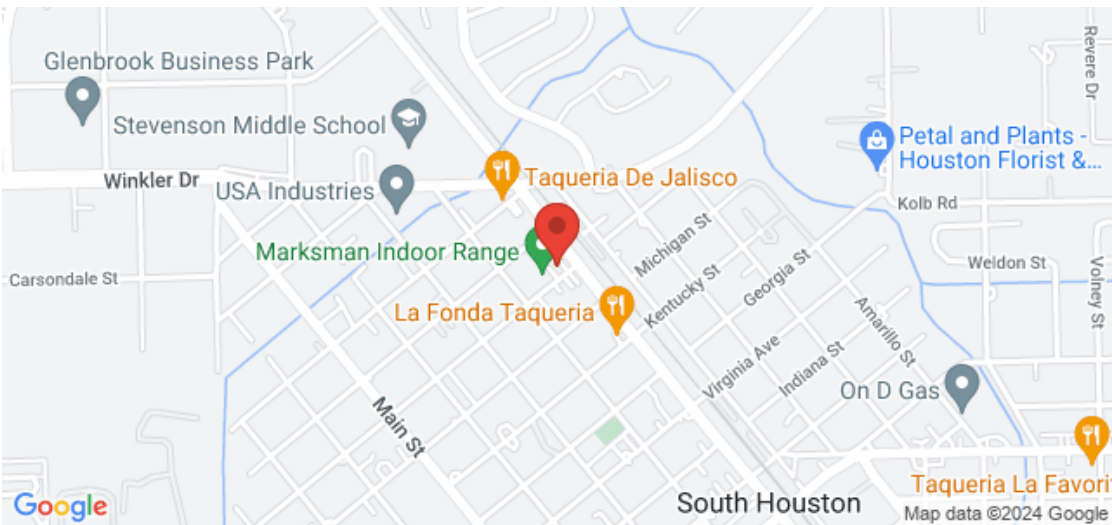 Glenbrook Business Park
Revere Dr
Stevenson Middle School
Petal and Plants -
Houston Florist &...
Winkler Dr
USA Industries
Taqueria De Jalisco
Kolb Rd
Marksman Indoor Range
Michigan St
Carsondale St
Weldon St
Volney St
Georgia St
Kentucky St
La Fonda Taqueria
Amarillo St
Virginia Ave
Indiana St
On D Gas
Main St
Taqueria La Favorit
South Houston
Google
Map data ©2024 Google